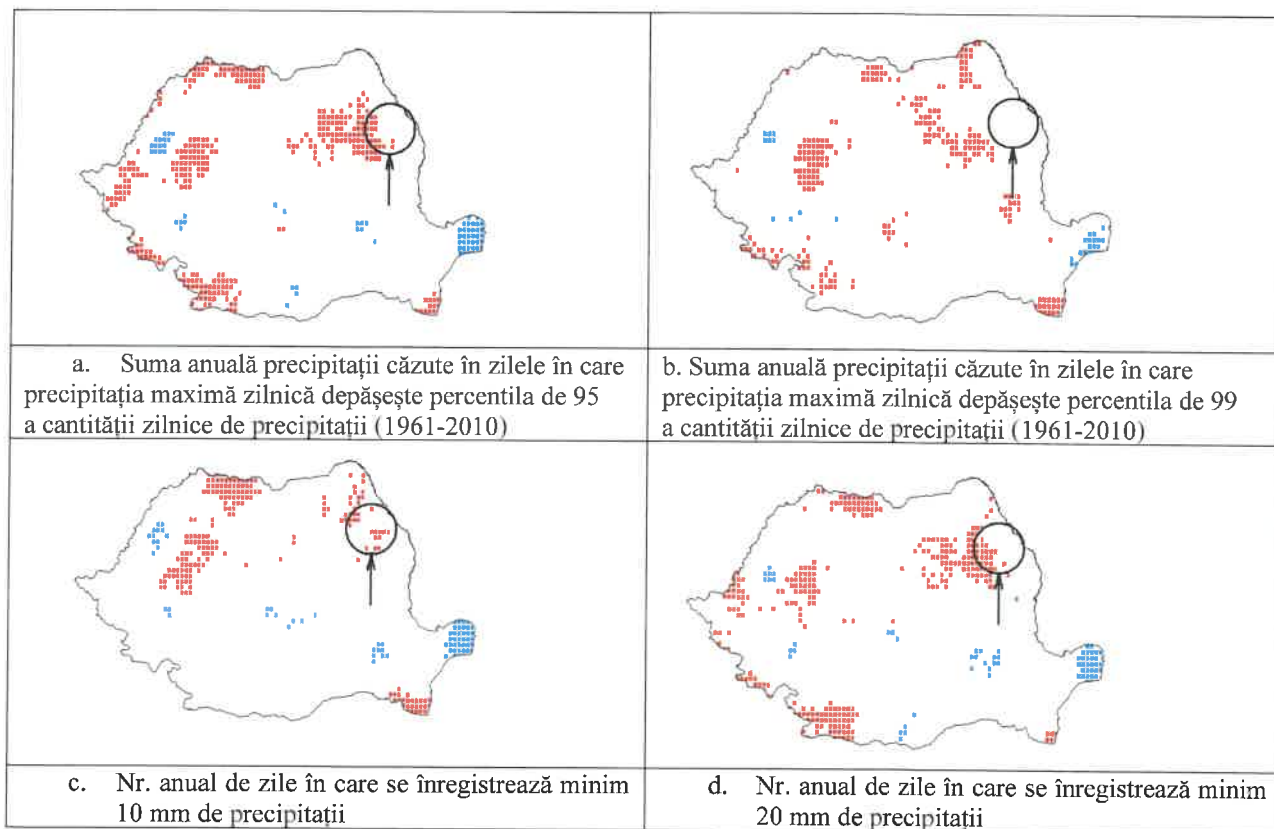 a. Suma anuală precipitații căzute în zilele în care
precipitația maximă zilnică depășește percentila de 95
a cantității zilnice de precipitații (1961-2010)
b. Suma anuală precipitații căzute în zilele în care
precipitația maximă zilnică depășește percentila de 99
a cantității zilnice de precipitații (1961-2010)
c. Nr. anual de zile în care se înregistrează minim
10 mm de precipitații
d. Nr. anual de zile în care se înregistrează minim
20 mm de precipitații